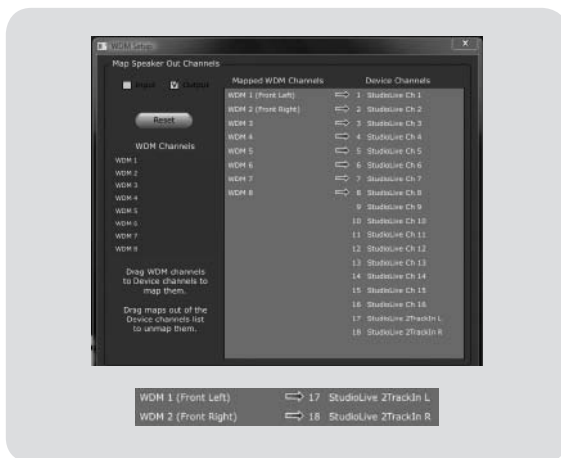 WDM Setup
X
Map Speaker Out Channels
Input Output
Reset
WDM Channels
WDM 1
WDM 2
WDM 3
WDM 4
WDM 5
WDM 6
WDM 7
WDM 8
Drag WDM channels
to Device channels to
map them.
Drag maps out of the
Device channels list
to unmap them.
Mapped WDM Channels Device Channels
WDM 1 (Front Left) 1 StudioLive Ch 1
WDM 2 (Front Right) 2 StudioLive Ch 2
WDM 3 3 StudioLive Ch 3
WDM 4 4 StudioLive Ch 4
WDM 5 5 StudioLive Ch 5
WDM 6 6 StudioLive Ch 6
WDM 7 7 StudioLive Ch 7
WDM 8 8 StudioLive Ch 8
9 StudioLive Ch 9
10 StudioLive Ch 10
11 StudioLive Ch 11
12 StudioLive Ch 12
13 StudioLive Ch 13
14 StudioLive Ch 14
15 StudioLive Ch 15
16 StudioLive Ch 16
17 StudioLive 2TrackIn L
18 StudioLive 2TrackIn R
WDM 1 (Front Left) 17 StudioLive 2TrackIn L
WDM 2 (Front Right) 18 StudioLive 2TrackIn R